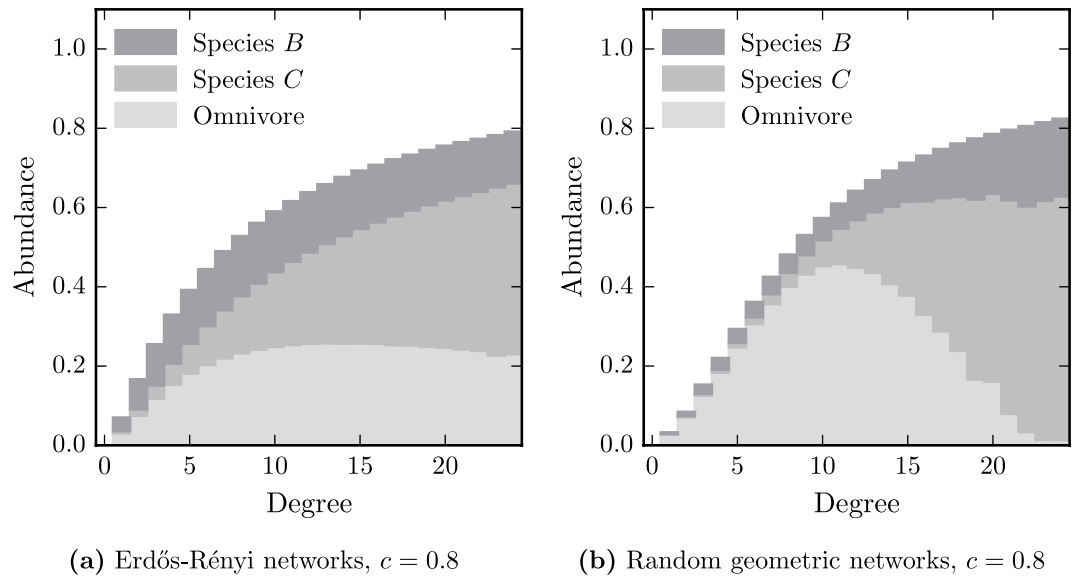 Species B
Species C
Omnivore
Abundance
1.0
0.8
0.6
0.4
0.2
0.0
0 5 10 15 20
Degree
(a) Erdős-Rényi networks, c = 0.8
Species B
Species C
Omnivore
Abundance
1.0
0.8
0.6
0.4
0.2
0.0
0 5 10 15 20
Degree
(b) Random geometric networks, c = 0.8